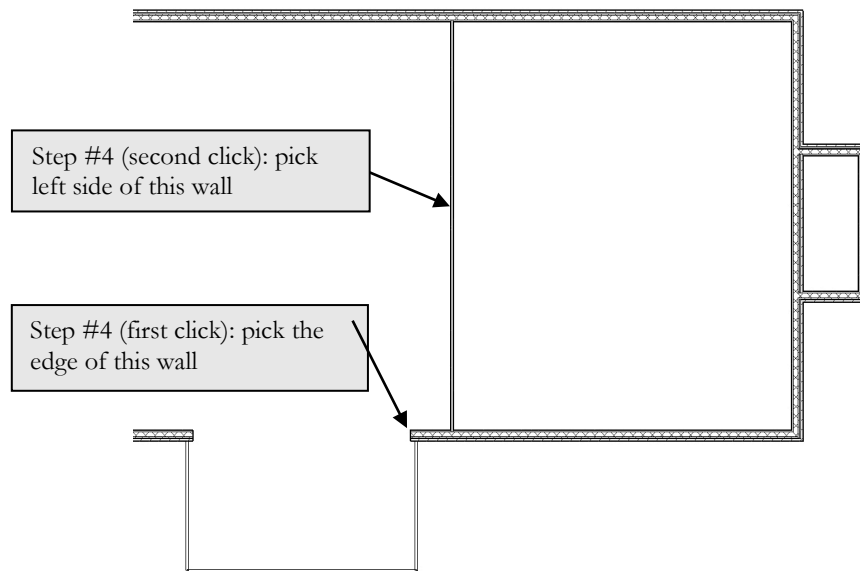 Step #4 (second click): pick
left side of this wall
Step #4 (first click): pick the
edge of this wall